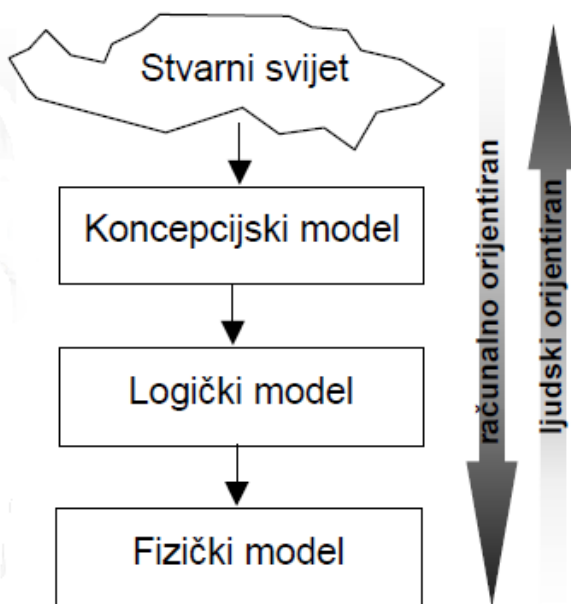 Stvarni svijet
Koncepcijski model
Logički model
Fizički model
računalno orijentiran
ljudski orijentiran